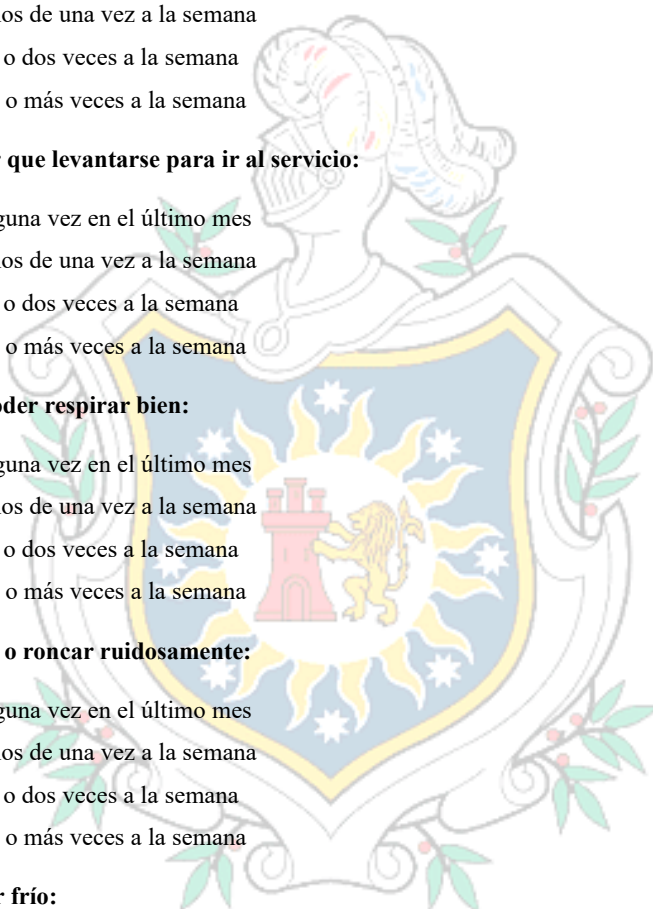 os de una vez a la semana
o dos veces a la semana
o más veces a la semana
que levantarse para ir al servicio:
guna vez en el último mes
os de una vez a la semana
o dos veces a la semana
o más veces a la semana
oder respirar bien:
guna vez en el último mes
os de una vez a la semana
o dos veces a la semana
o más veces a la semana
o roncar ruidosamente:
guna vez en el último mes
os de una vez a la semana
o dos veces a la semana
o más veces a la semana
r frío: